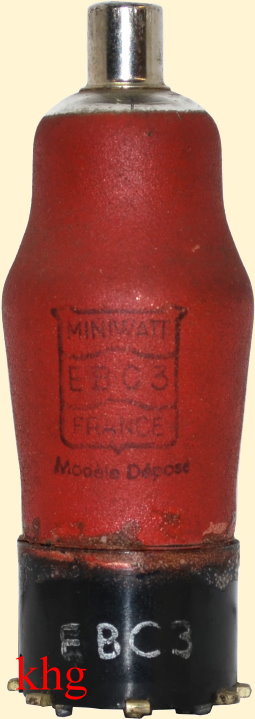 MINIWATT
EBC3
FRANCE
Modèle Déposé
EBC3
khg